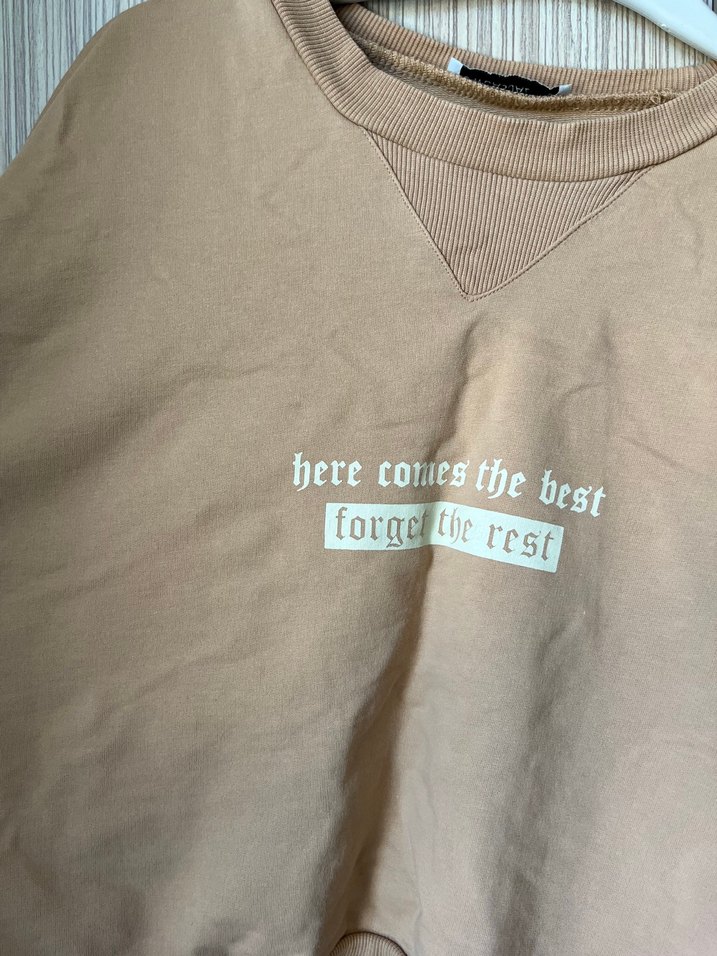 here comes the best
forget the rest